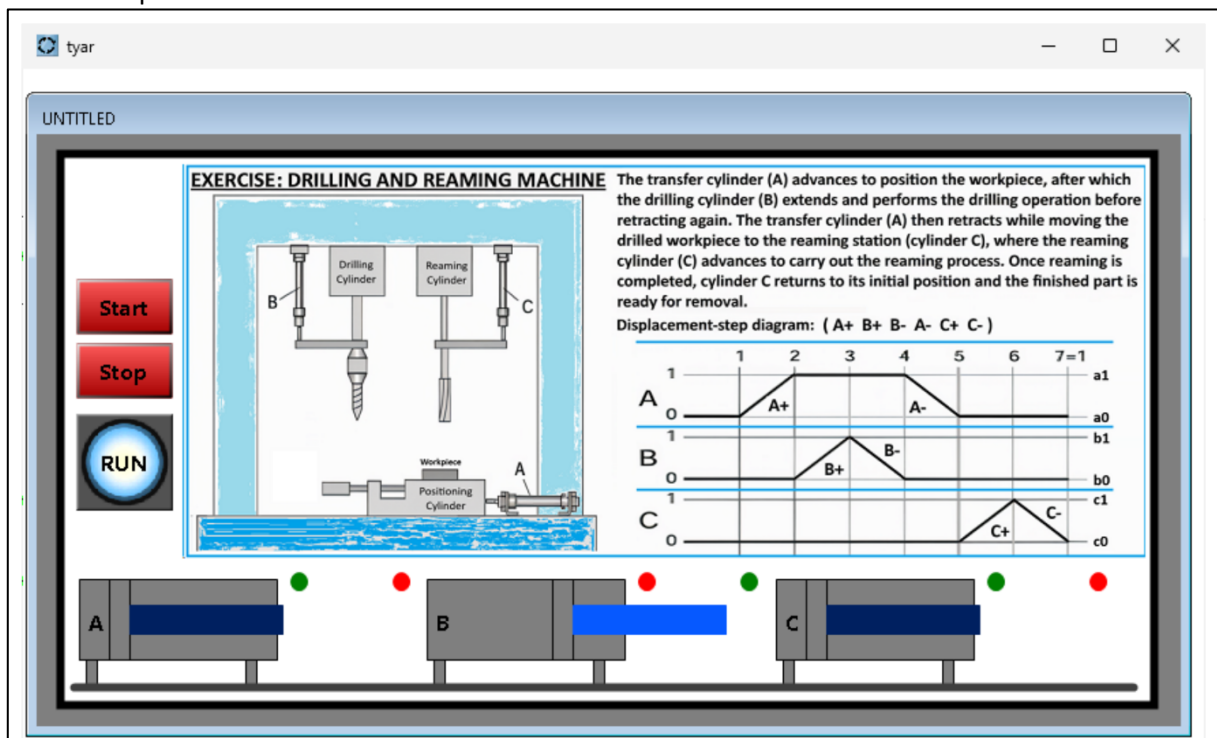 tyar
UNTITLED
EXERCISE: DRILLING AND REAMING MACHINE
The transfer cylinder (A) advances to position the workpiece, after which
the drilling cylinder (B) extends and performs the drilling operation before
retracting again. The transfer cylinder (A) then retracts while moving the
drilled workpiece to the reaming station (cylinder C), where the reaming
cylinder (C) advances to carry out the reaming process. Once reaming is
completed, cylinder C returns to its initial position and the finished part is
ready for removal.
Displacement-step diagram: ( A+ B+ B- A- C+ C- )
Start
Stop
RUN
Drilling
Cylinder
Reaming
Cylinder
B
C
Workpiece
A
Positioning
Cylinder
1 2 3 4 5 6 7=1
A
1
0
A+
A-
a1
a0
B
1
0
B+
B-
b1
b0
C
1
0
C+
C-
c1
c0
A
B
C